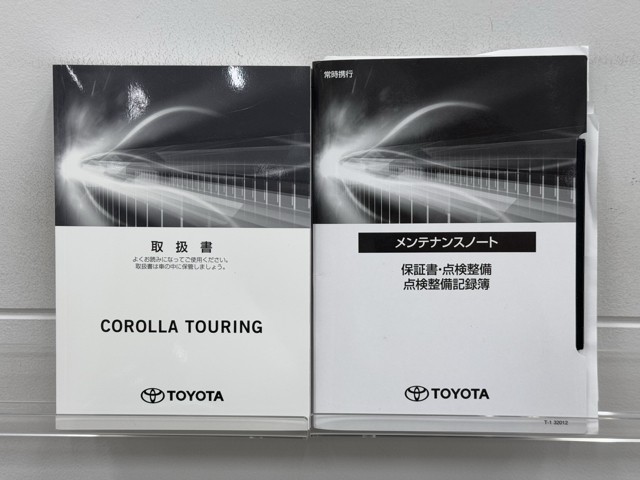 取扱書
よくお読みになってご使用ください。
取扱書は車の中に保管しましょう。
COROLLA TOURING
TOYOTA
常時携行
メンテナンスノート
保証書・点検整備
点検整備記録簿
TOYOTA
T-1 32012